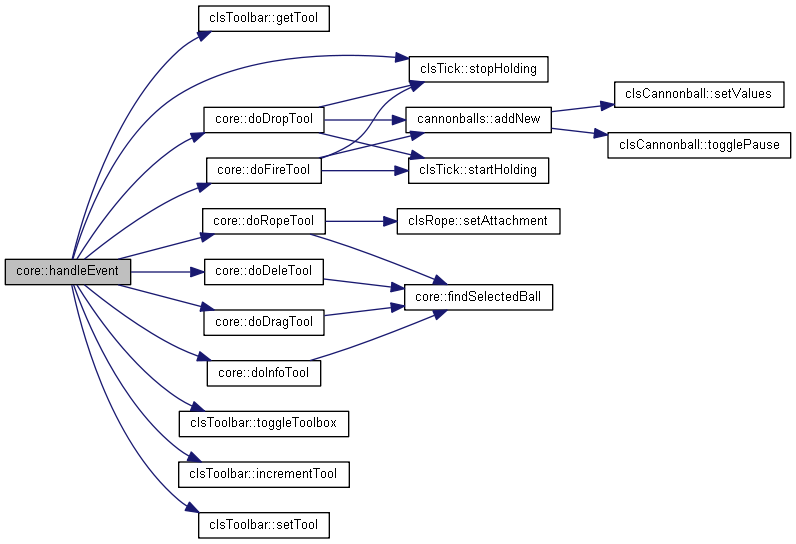 clsToolbar::getTool
clsTick::stopHolding
clsCannonball::setValues
core::doDropTool
cannonballs::addNew
clsCannonball::togglePause
core::doFireTool
clsTick::startHolding
core::doRopeTool
clsRope::setAttachment
core::handleEvent
core::doDeleTool
core::findSelectedBall
core::doDragTool
core::doInfoTool
clsToolbar::toggleToolbox
clsToolbar::incrementTool
clsToolbar::setTool